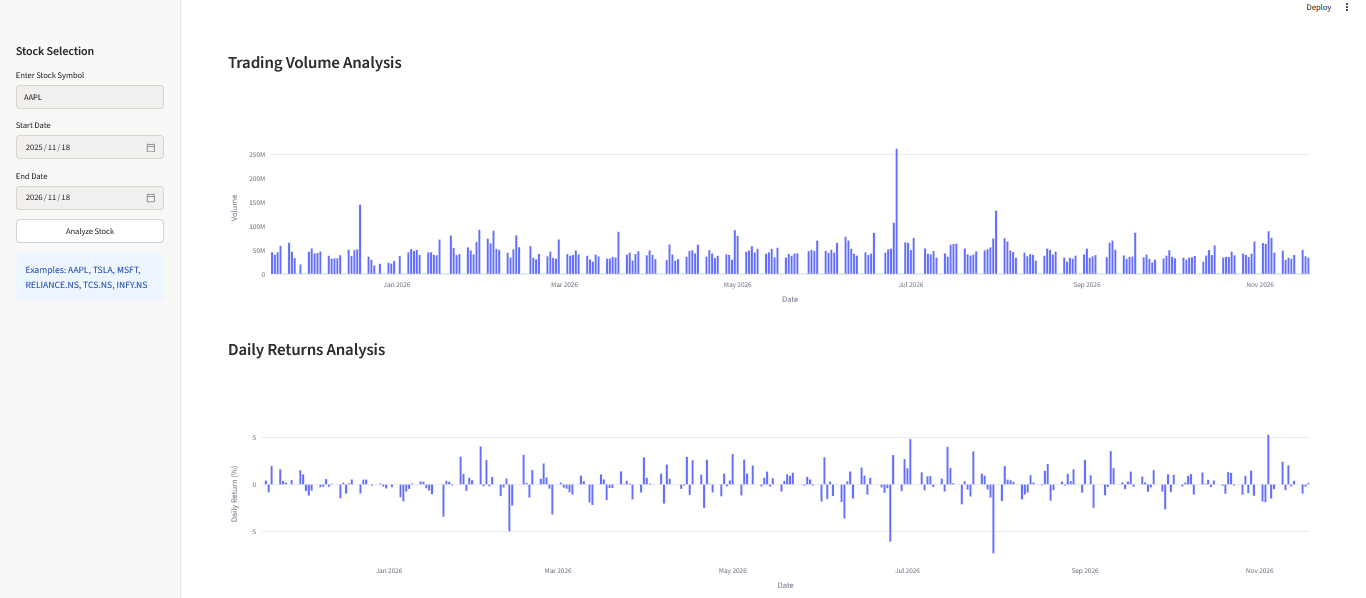 Deploy
Stock Selection
Enter Stock Symbol
AAPL
Start Date
2025/11/18
End Date
2026/11/18
Analyze Stock
Examples: AAPL, TSLA, MSFT,
RELIANCE.NS, TCS.NS, INFY.NS
Trading Volume Analysis
250M
200M
150M
100M
50M
0
Volume
Jan 2026 Mar 2026 May 2026 Jul 2026 Sep 2026 Nov 2026
Date
Daily Returns Analysis
5
0
−5
Daily Return (%)
Jan 2026 Mar 2026 May 2026 Jul 2026 Sep 2026 Nov 2026
Date